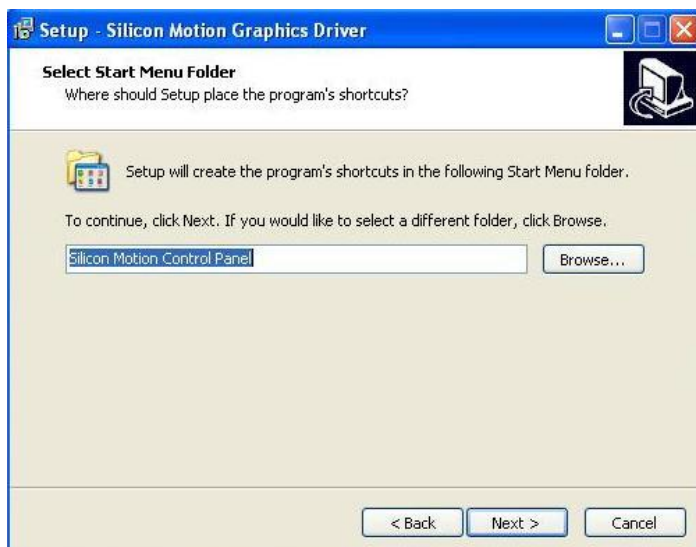 Setup - Silicon Motion Graphics Driver
Select Start Menu Folder
Where should Setup place the program's shortcuts?
Setup will create the program's shortcuts in the following Start Menu folder.
To continue, click Next. If you would like to select a different folder, click Browse.
Silicon Motion Control Panel
Browse...
< Back
Next >
Cancel